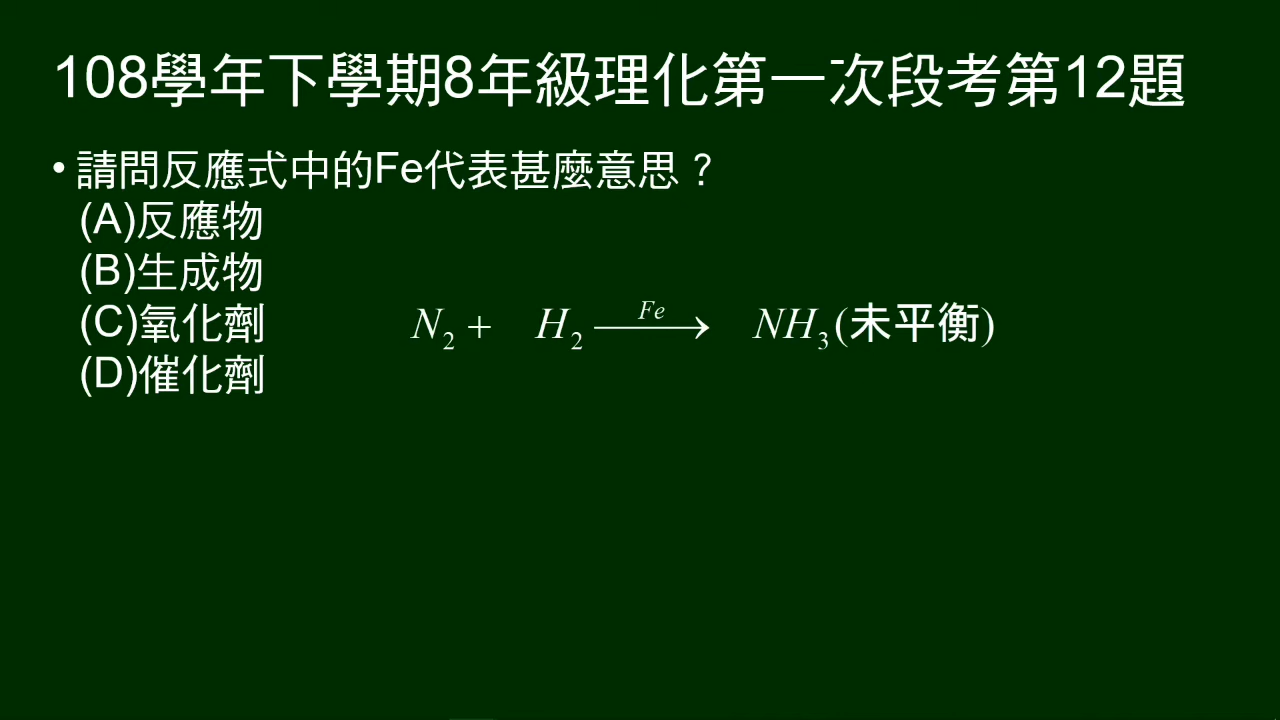 108學年下學期8年級理化第一次段考第12題
• 請問反應式中的Fe代表甚麼意思？
(A)反應物
(B)生成物
(C)氧化劑
N₂ + H₂ —Fe→ NH₃(未平衡)
(D)催化劑